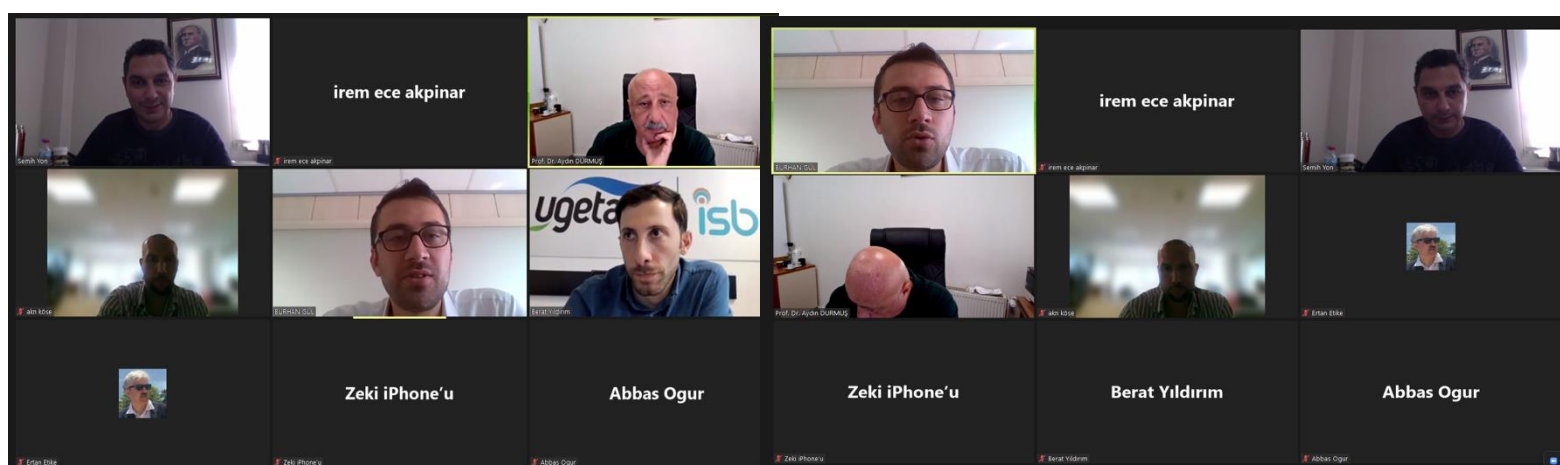 Semih Yon
irem ece akpinar
irem ece akpinar
Prof. Dr. Aydın DURMUŞ
akn köse
BURHAN GÜL
ugeta
isb
Berat Yıldırım
Ertan Etike
Zeki iPhone'u
Zeki iPhone'u
Abbas Ogur
Abbas Ogur
BURHAN GÜL
irem ece akpinar
irem ece akpinar
Semih Yon
Prof. Dr. Aydın DURMUŞ
akn köse
Ertan Etike
Zeki iPhone'u
Zeki iPhone'u
Berat Yıldırım
Berat Yıldırım
Abbas Ogur
Abbas Ogur